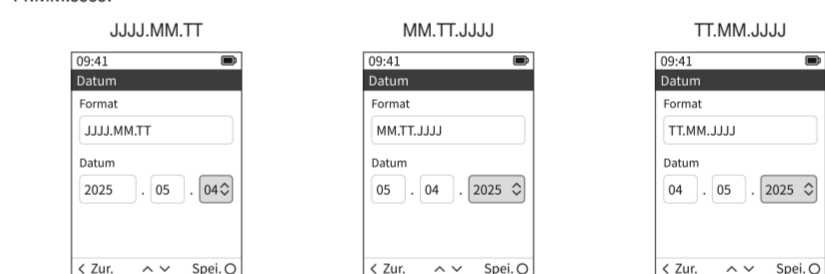 JJJJ.MM.TT
MM.TT.JJJJ
TT.MM.JJJJ
09:41
Datum
Format
JJJJ.MM.TT
Datum
2025 . 05 . 04
< Zur. Spei.
09:41
Datum
Format
MM.TT.JJJJ
Datum
05 . 04 . 2025
< Zur. Spei.
09:41
Datum
Format
TT.MM.JJJJ
Datum
04 . 05 . 2025
< Zur. Spei.